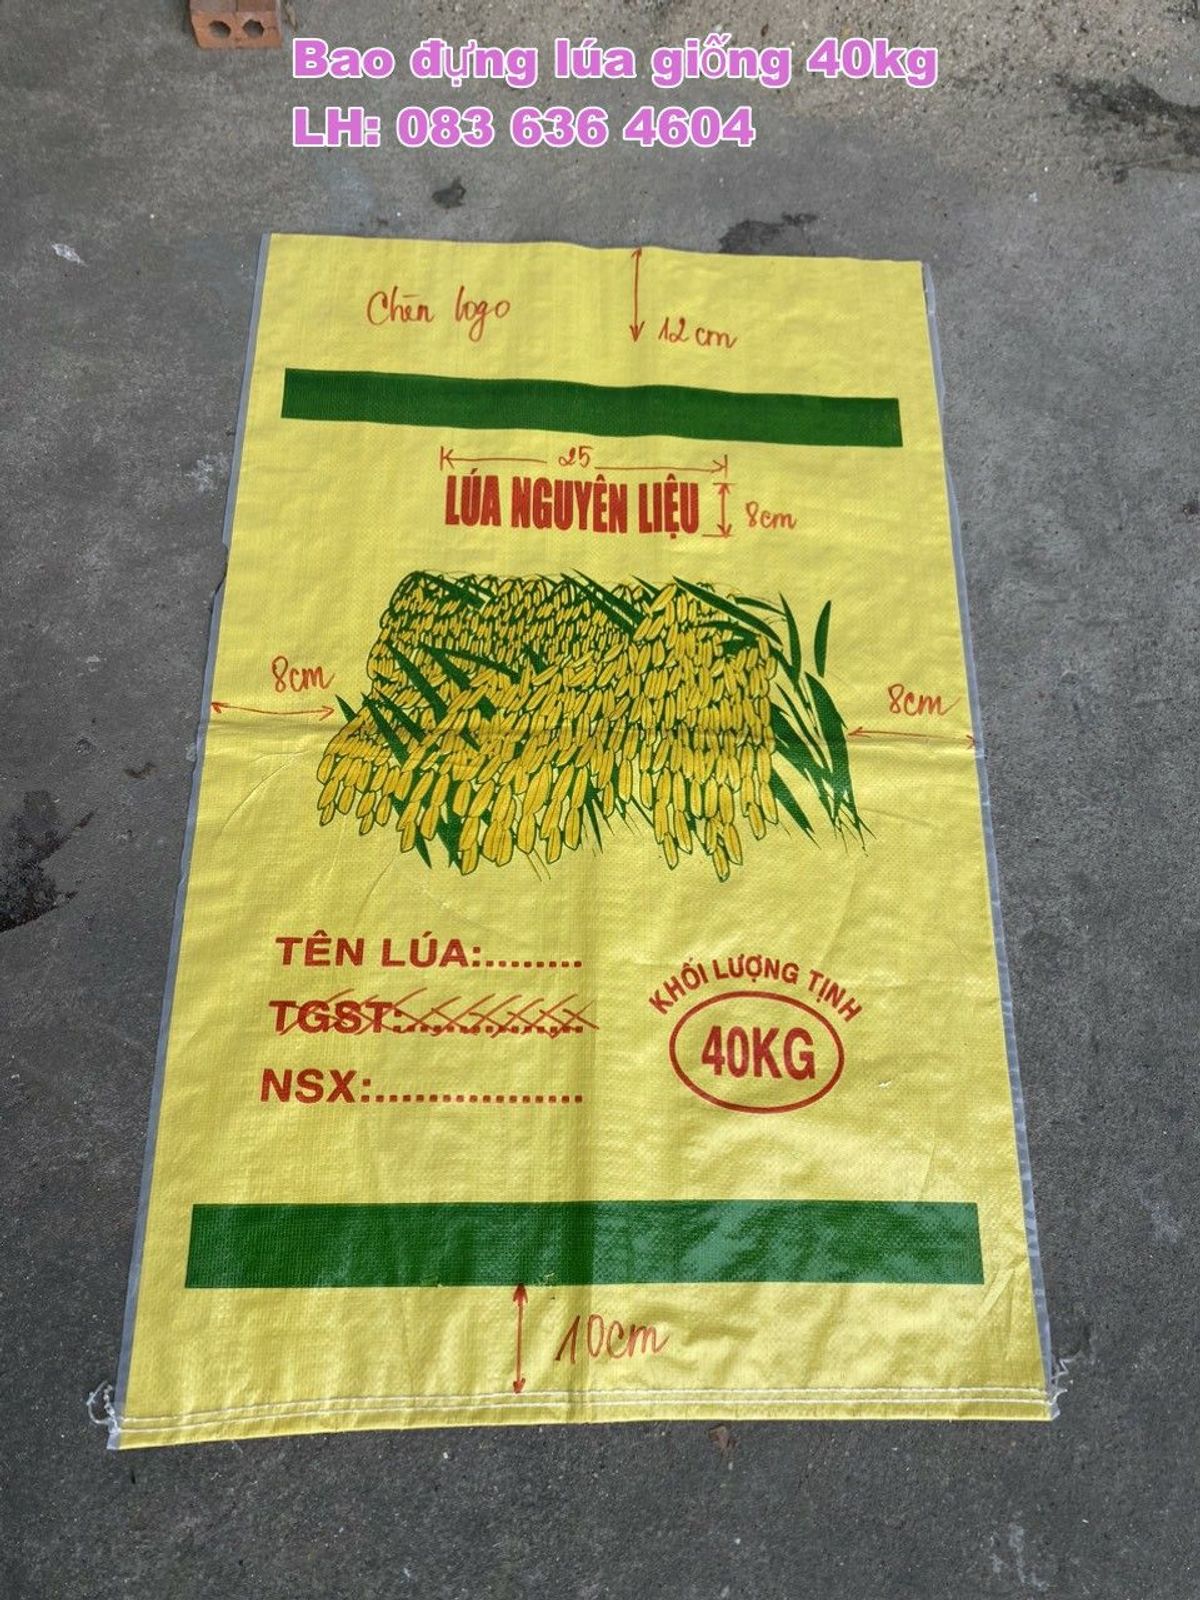 Bao đựng lúa giống 40kg
LH: 083 636 4604
Chèn logo
12 cm
25
LÚA NGUYÊN LIỆU
8cm
8cm
8cm
TÊN LÚA:........
TGST:..............
NSX:.................
KHỐI LƯỢNG TỊNH
40KG
10cm